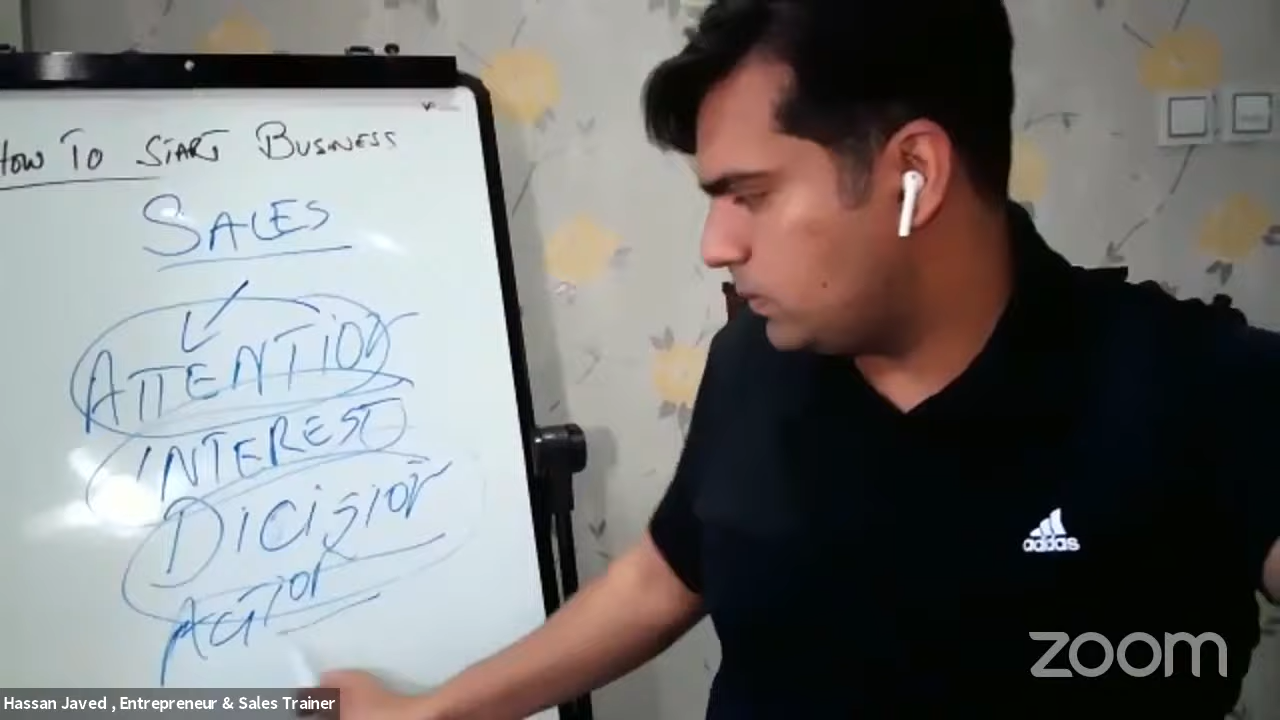 HOW TO START BUSINESS
SALES
ATTENTION
INTEREST
DICISION
ACTION
adidas
zoom
Hassan Javed , Entrepreneur & Sales Trainer